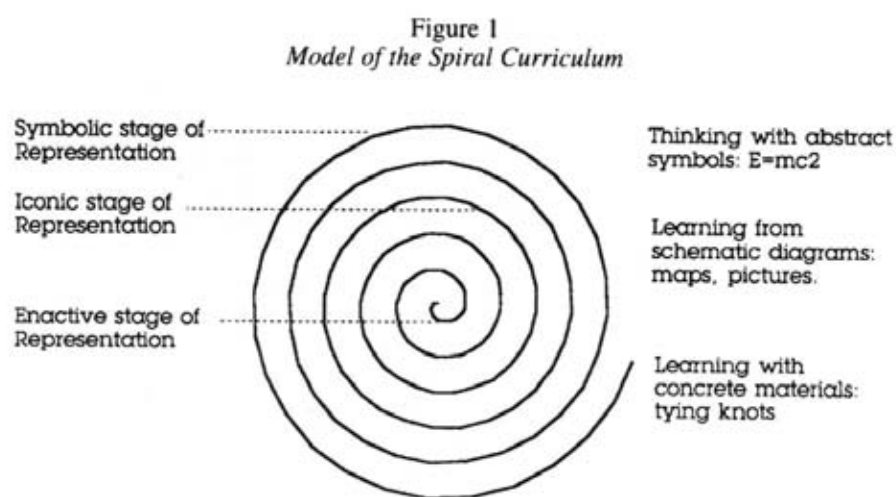 Figure 1
Model of the Spiral Curriculum
Symbolic stage of
Representation
Iconic stage of
Representation
Enactive stage of
Representation
Thinking with abstract
symbols: E=mc2
Learning from
schematic diagrams:
maps, pictures.
Learning with
concrete materials:
tying knots